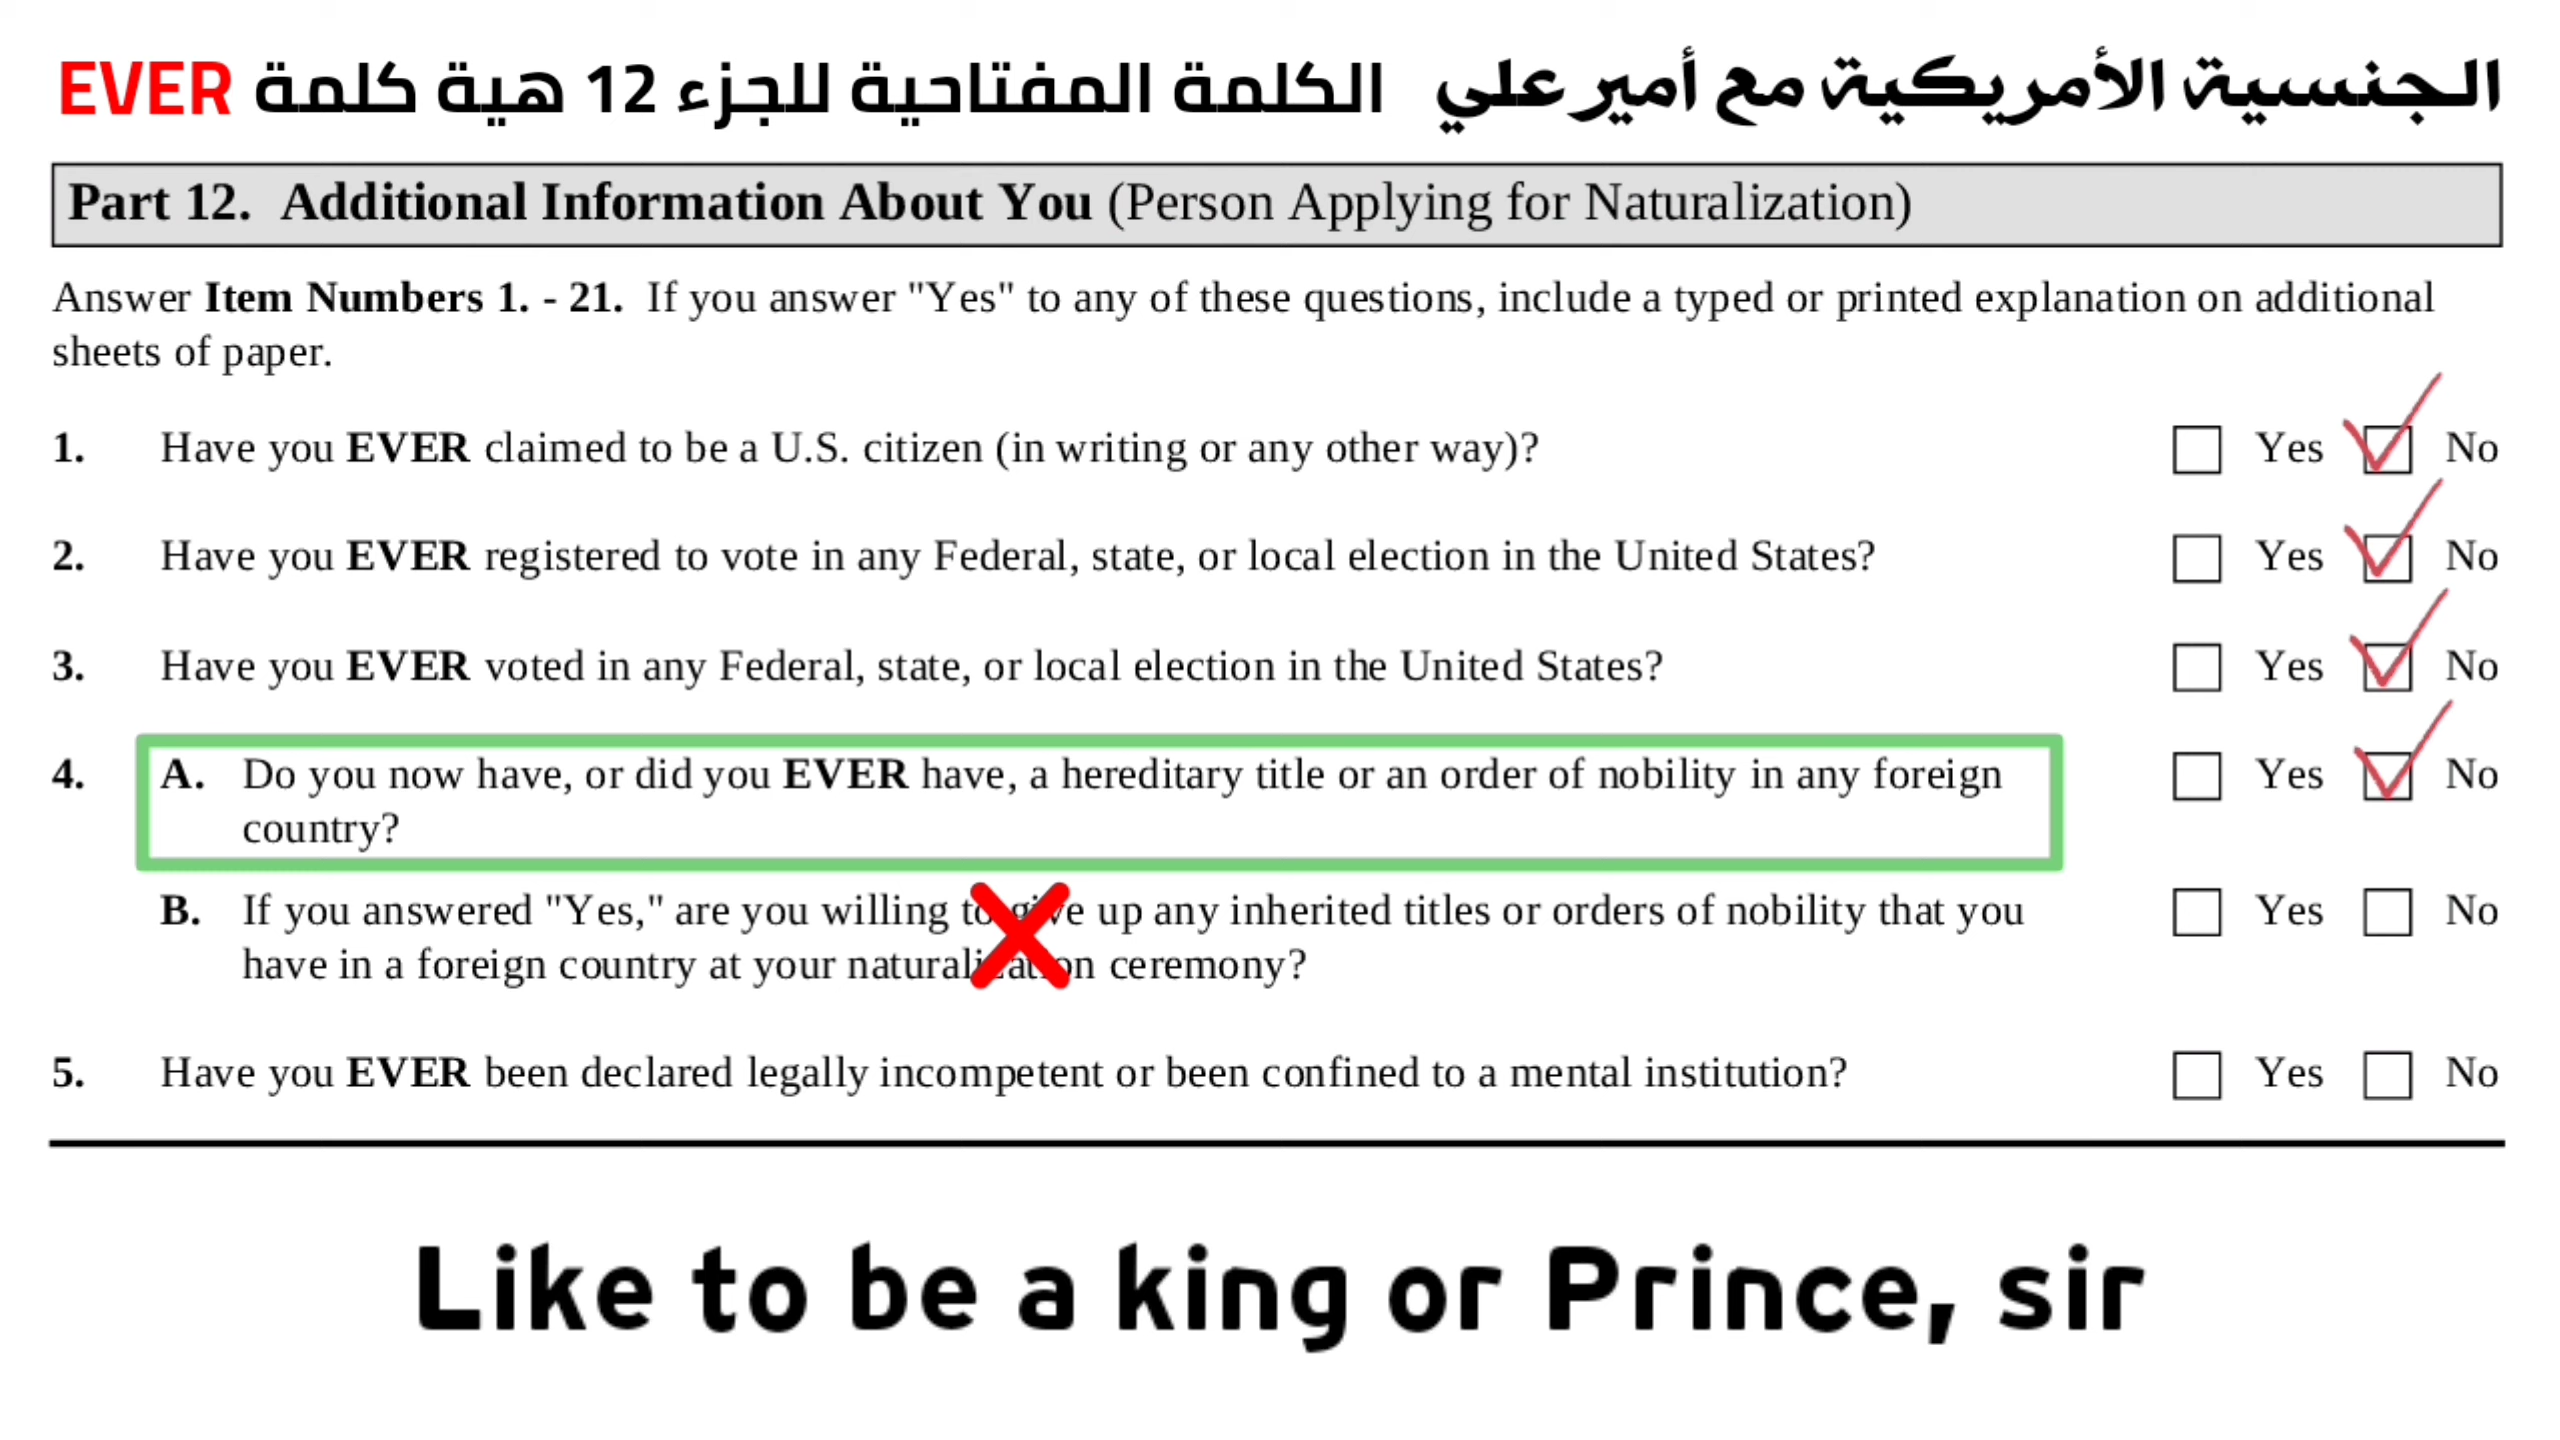 الجنسية الأمريكية مع أمير علي   الكلمة المفتاحية للجزء 12 هية كلمة EVER
Part 12. Additional Information About You (Person Applying for Naturalization)
Answer Item Numbers 1. - 21. If you answer "Yes" to any of these questions, include a typed or printed explanation on additional
sheets of paper.
1. Have you EVER claimed to be a U.S. citizen (in writing or any other way)? Yes No
2. Have you EVER registered to vote in any Federal, state, or local election in the United States? Yes No
3. Have you EVER voted in any Federal, state, or local election in the United States? Yes No
4. A. Do you now have, or did you EVER have, a hereditary title or an order of nobility in any foreign Yes No
country?
B. If you answered "Yes," are you willing to give up any inherited titles or orders of nobility that you Yes No
have in a foreign country at your naturalization ceremony?
5. Have you EVER been declared legally incompetent or been confined to a mental institution? Yes No
Like to be a king or Prince, sir